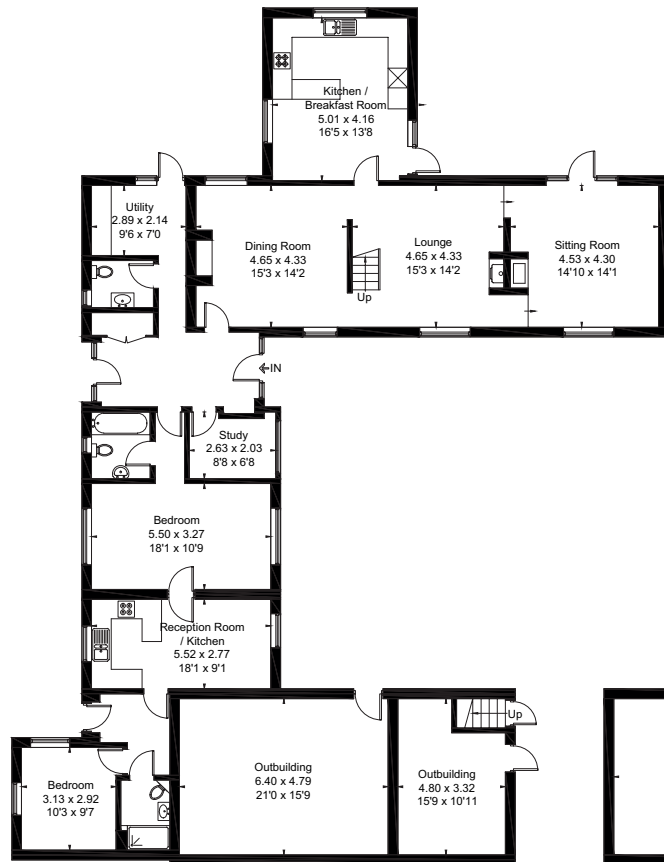 Kitchen /
Breakfast Room
5.01 x 4.16
16'5 x 13'8
Utility
2.89 x 2.14
9'6 x 7'0
Dining Room
4.65 x 4.33
15'3 x 14'2
Lounge
4.65 x 4.33
15'3 x 14'2
Sitting Room
4.53 x 4.30
14'10 x 14'1
Up
IN
Study
2.63 x 2.03
8'8 x 6'8
Bedroom
5.50 x 3.27
18'1 x 10'9
Reception Room
/ Kitchen
5.52 x 2.77
18'1 x 9'1
Up
Outbuilding
6.40 x 4.79
21'0 x 15'9
Outbuilding
4.80 x 3.32
15'9 x 10'11
Bedroom
3.13 x 2.92
10'3 x 9'7